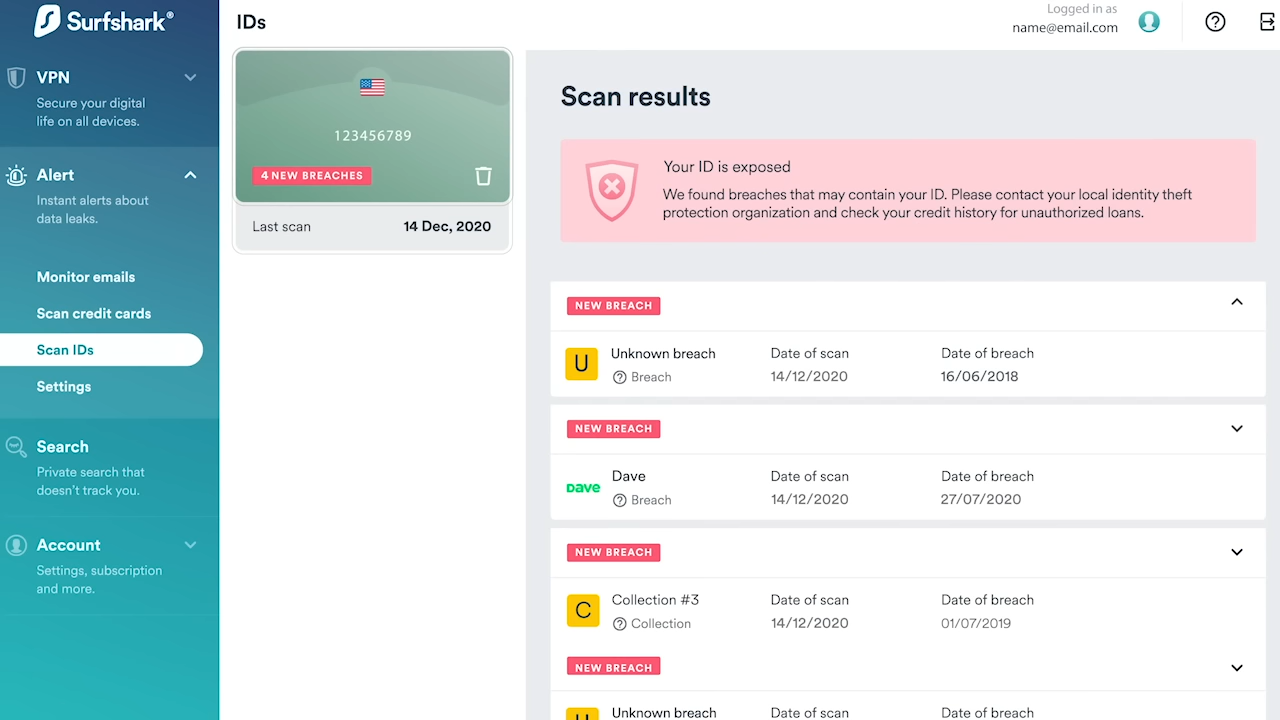 Surfshark®
VPN
Secure your digital
life on all devices.
Alert
Instant alerts about
data leaks.
Monitor emails
Scan credit cards
Scan IDs
Settings
Search
Private search that
doesn't track you.
Account
Settings, subscription
and more.
IDs
Logged in as
name@email.com
123456789
4 NEW BREACHES
Last scan 14 Dec, 2020
Scan results
Your ID is exposed
We found breaches that may contain your ID. Please contact your local identity theft
protection organization and check your credit history for unauthorized loans.
NEW BREACH
U Unknown breach Date of scan Date of breach
Breach 14/12/2020 16/06/2018
NEW BREACH
Dave Date of scan Date of breach
DAVE Breach 14/12/2020 27/07/2020
NEW BREACH
C Collection #3 Date of scan Date of breach
Collection 14/12/2020 01/07/2019
NEW BREACH
U Unknown breach Date of scan Date of breach